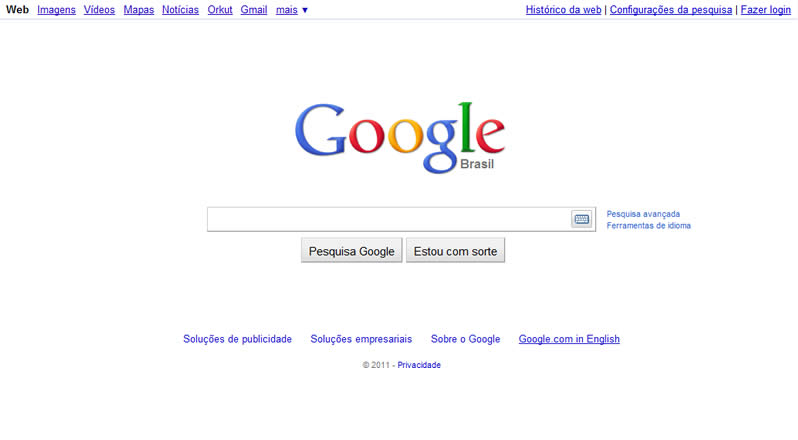 Web Imagens Vídeos Mapas Notícias Orkut Gmail mais ▼ Histórico da web | Configurações da pesquisa | Fazer login
Google
Brasil
Pesquisa avançada
Ferramentas de idioma
Pesquisa Google Estou com sorte
Soluções de publicidade Soluções empresariais Sobre o Google Google.com in English
© 2011 - Privacidade